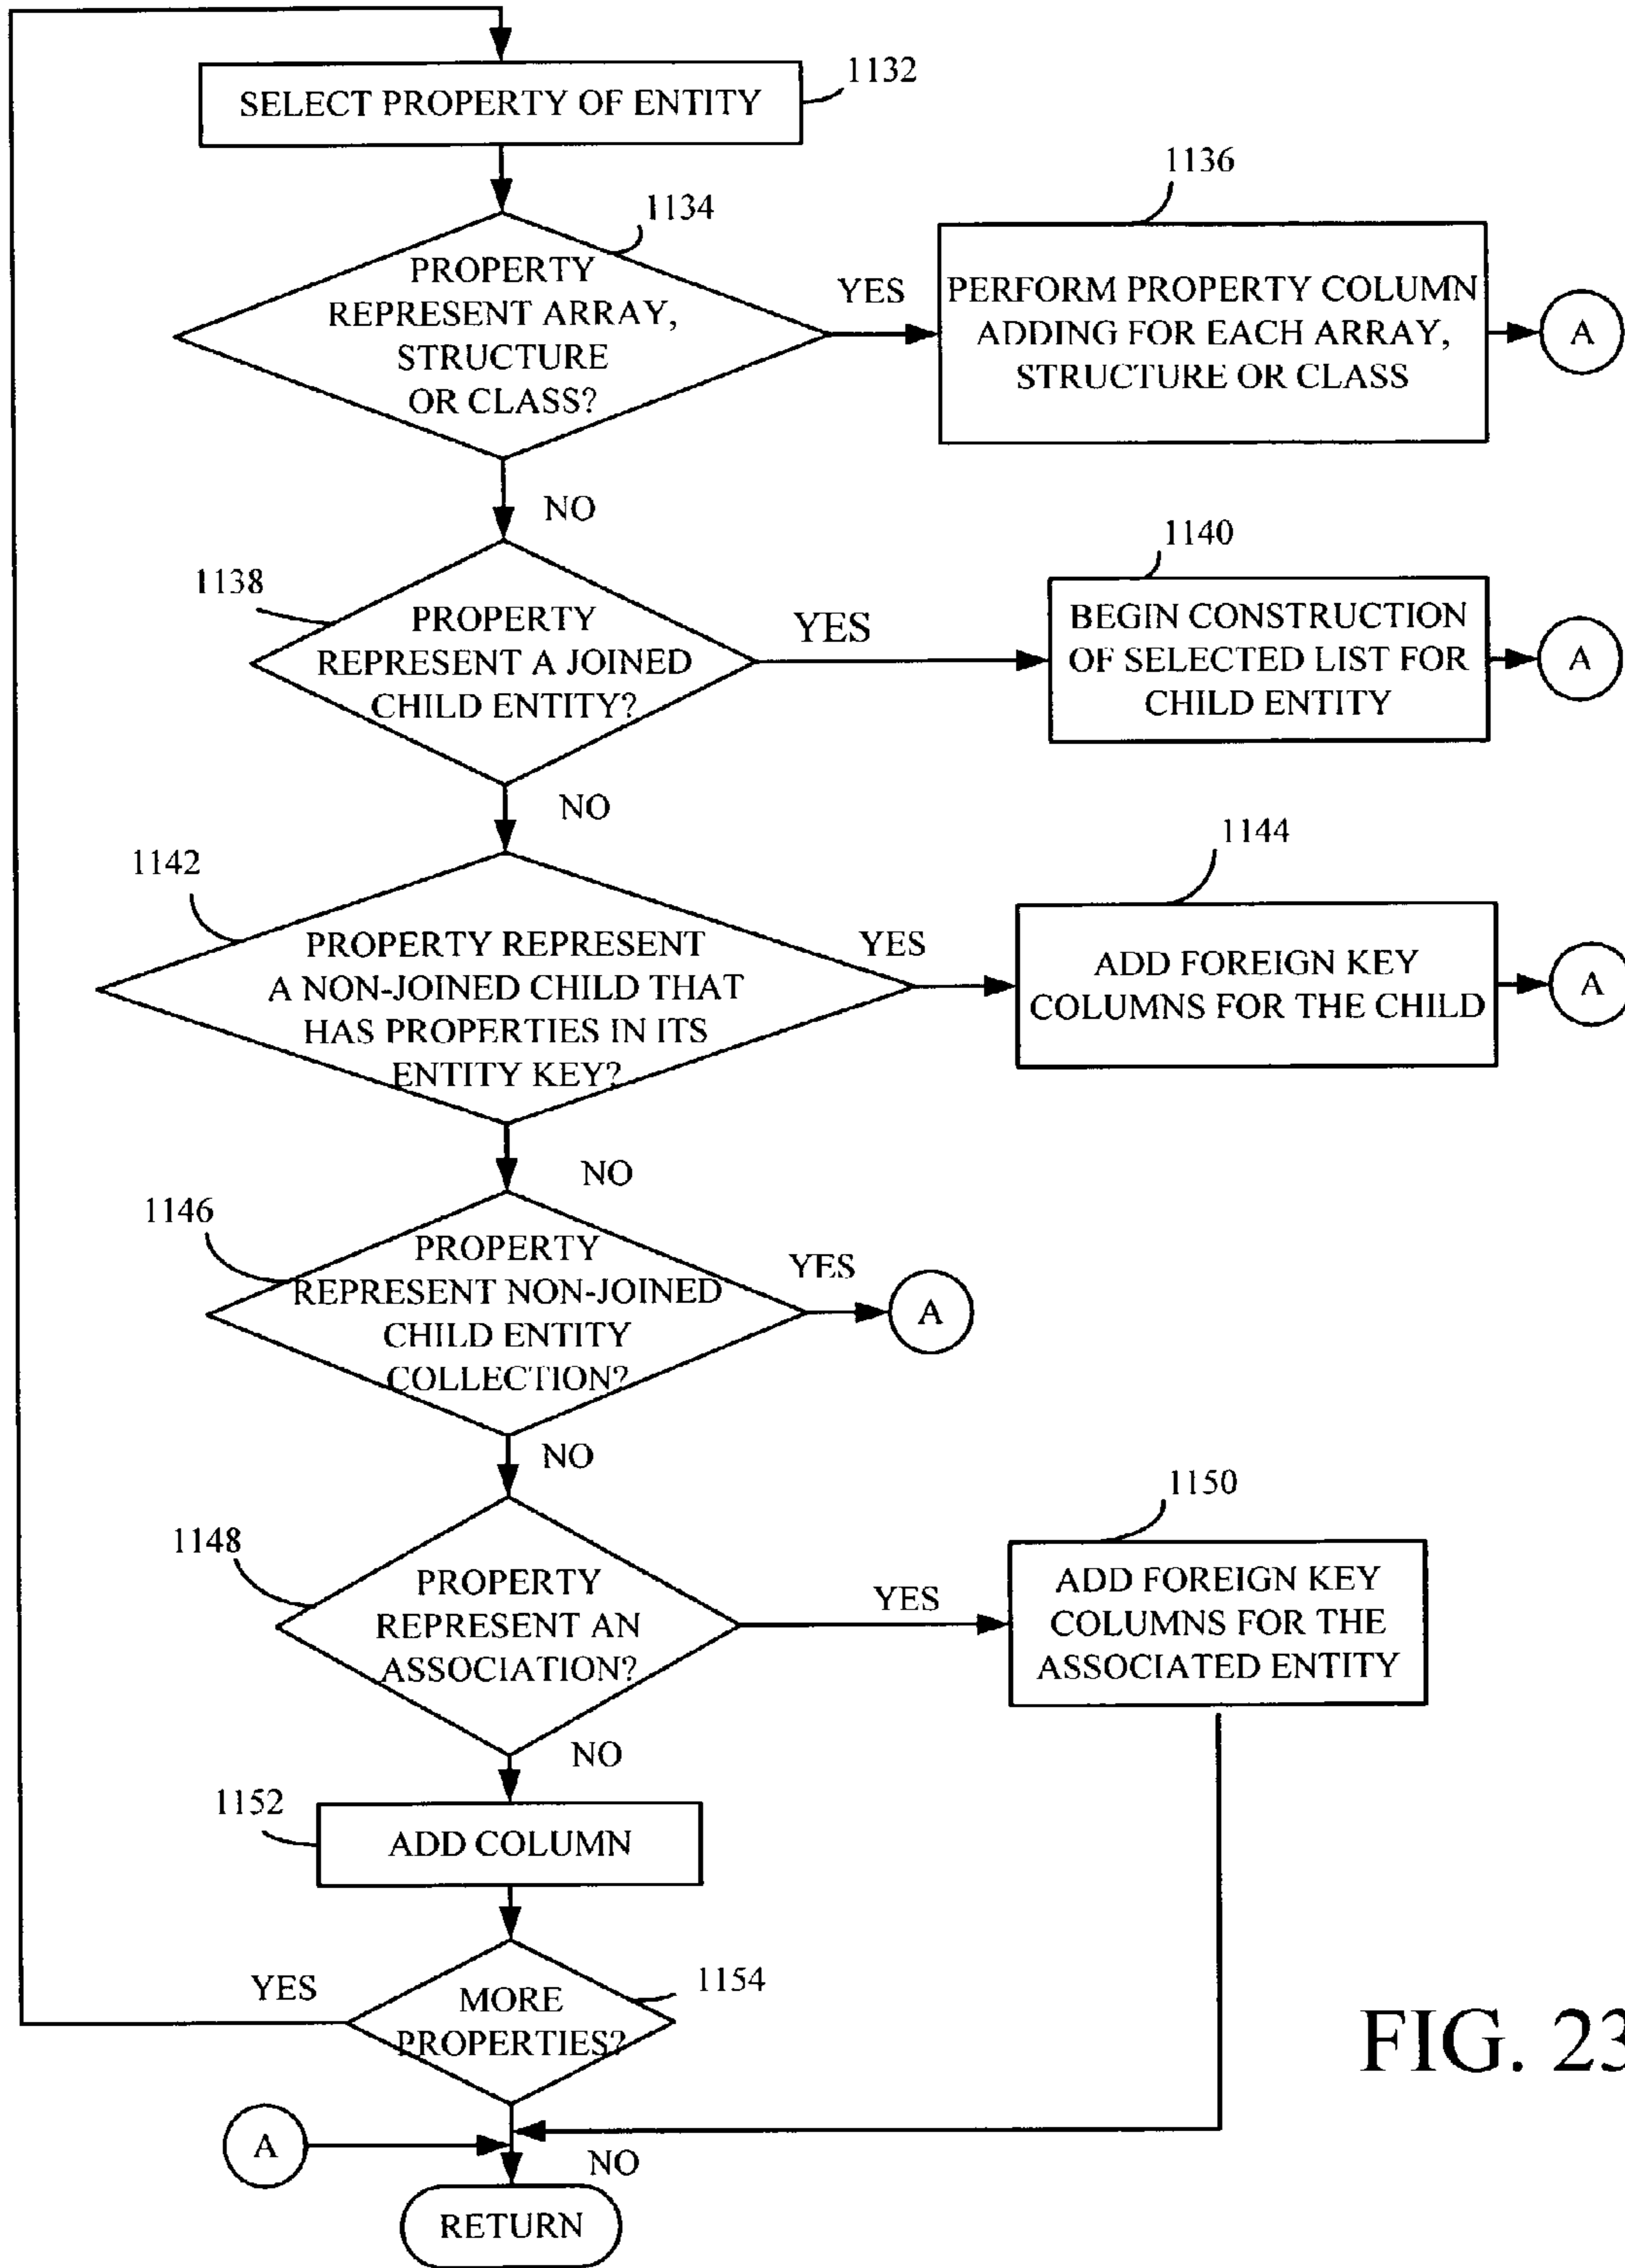 SELECT PROPERTY OF ENTITY
1132
PROPERTY
REPRESENT ARRAY,
STRUCTURE
OR CLASS?
1134
YES
1136
PERFORM PROPERTY COLUMN
ADDING FOR EACH ARRAY,
STRUCTURE OR CLASS
A
NO
1138
PROPERTY
REPRESENT A JOINED
CHILD ENTITY?
YES
1140
BEGIN CONSTRUCTION
OF SELECTED LIST FOR
CHILD ENTITY
A
NO
1142
PROPERTY REPRESENT
A NON-JOINED CHILD THAT
HAS PROPERTIES IN ITS
ENTITY KEY?
YES
1144
ADD FOREIGN KEY
COLUMNS FOR THE CHILD
A
NO
1146
PROPERTY
REPRESENT NON-JOINED
CHILD ENTITY
COLLECTION?
YES
A
NO
1148
PROPERTY
REPRESENT AN
ASSOCIATION?
YES
1150
ADD FOREIGN KEY
COLUMNS FOR THE
ASSOCIATED ENTITY
NO
1152
ADD COLUMN
YES
MORE
PROPERTIES?
1154
FIG. 23
A
NO
RETURN